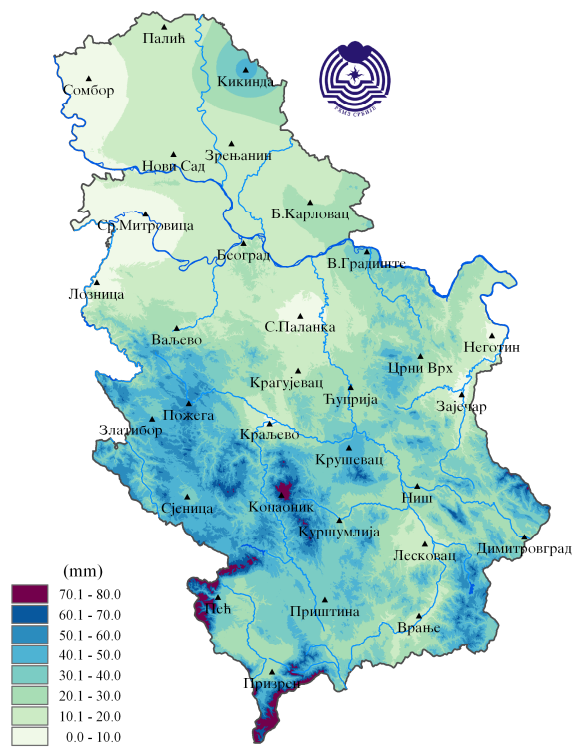 Палић
Кикинда
Сомбор
РХМЗ СРБИЈЕ
Зрењанин
Нови Сад
Б.Карловац
Ср.Митровица
Београд
В.Градиште
Лозница
С.Паланка
Ваљево
Неготин
Црни Врх
Крагујевац
Ћуприја
Зајечар
Пожега
Златибор
Краљево
Крушевац
Ниш
Сјеница
Копаоник
Куршумлија
Димитровград
Лесковац
(mm)
70.1 - 80.0
60.1 - 70.0
50.1 - 60.0
40.1 - 50.0
30.1 - 40.0
20.1 - 30.0
10.1 - 20.0
0.0 - 10.0
Пећ
Приштина
Врање
Призрен